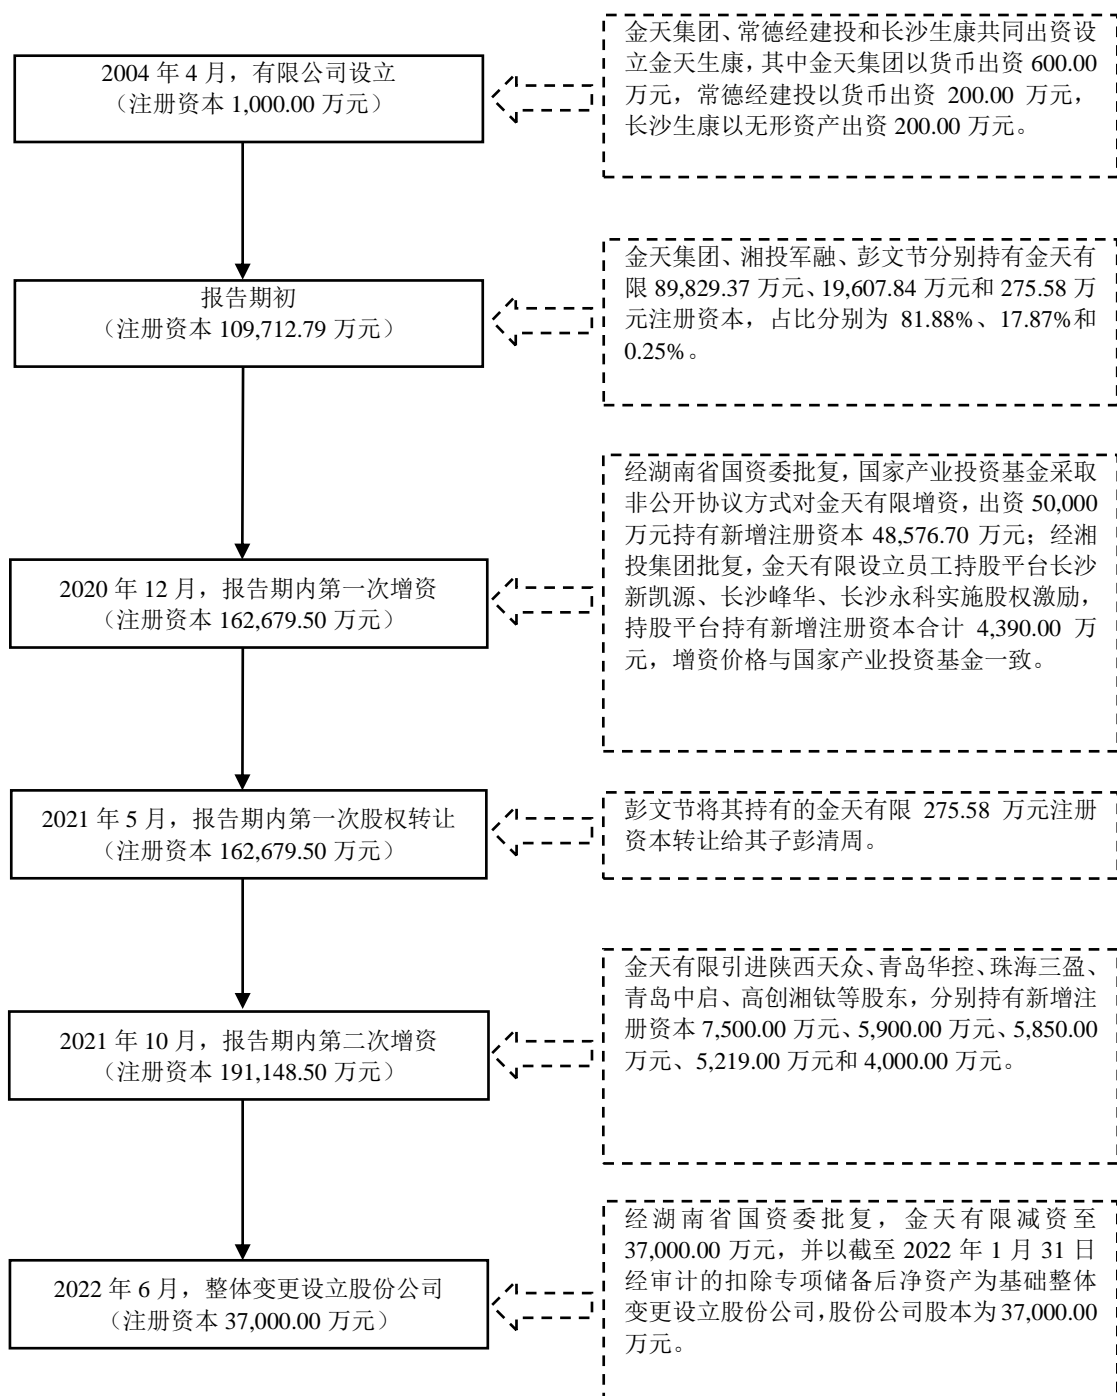 2004 年 4 月，有限公司设立
（注册资本 1,000.00 万元）
金天集团、常德经建投和长沙生康共同出资设
立金天生康，其中金天集团以货币出资 600.00
万元，常德经建投以货币出资 200.00 万元，
长沙生康以无形资产出资 200.00 万元。
报告期初
（注册资本 109,712.79 万元）
金天集团、湘投军融、彭文节分别持有金天有
限 89,829.37 万元、19,607.84 万元和 275.58 万
元注册资本，占比分别为 81.88%、17.87%和
0.25%。
2020 年 12 月，报告期内第一次增资
（注册资本 162,679.50 万元）
经湖南省国资委批复，国家产业投资基金采取
非公开协议方式对金天有限增资，出资 50,000
万元持有新增注册资本 48,576.70 万元；经湘
投集团批复，金天有限设立员工持股平台长沙
新凯源、长沙峰华、长沙永科实施股权激励，
持股平台持有新增注册资本合计 4,390.00 万
元，增资价格与国家产业投资基金一致。
2021 年 5 月，报告期内第一次股权转让
（注册资本 162,679.50 万元）
彭文节将其持有的金天有限 275.58 万元注册
资本转让给其子彭清周。
2021 年 10 月，报告期内第二次增资
（注册资本 191,148.50 万元）
金天有限引进陕西天众、青岛华控、珠海三盈、
青岛中启、高创湘钛等股东，分别持有新增注
册资本 7,500.00 万元、5,900.00 万元、5,850.00
万元、5,219.00 万元和 4,000.00 万元。
2022 年 6 月，整体变更设立股份公司
（注册资本 37,000.00 万元）
经湖南省国资委批复，金天有限减资至
37,000.00 万元，并以截至 2022 年 1 月 31 日
经审计的扣除专项储备后净资产为基础整体
变更设立股份公司，股份公司股本为 37,000.00
万元。